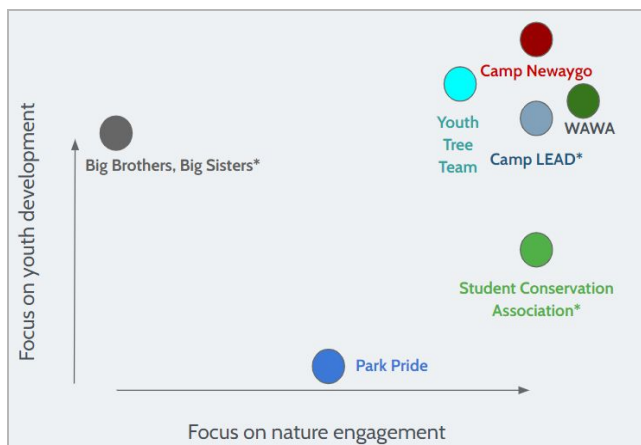 Camp Newaygo
Youth
Tree
Team
WAWA
Camp LEAD*
Big Brothers, Big Sisters*
Student Conservation
Association*
Park Pride
Focus on youth development
Focus on nature engagement